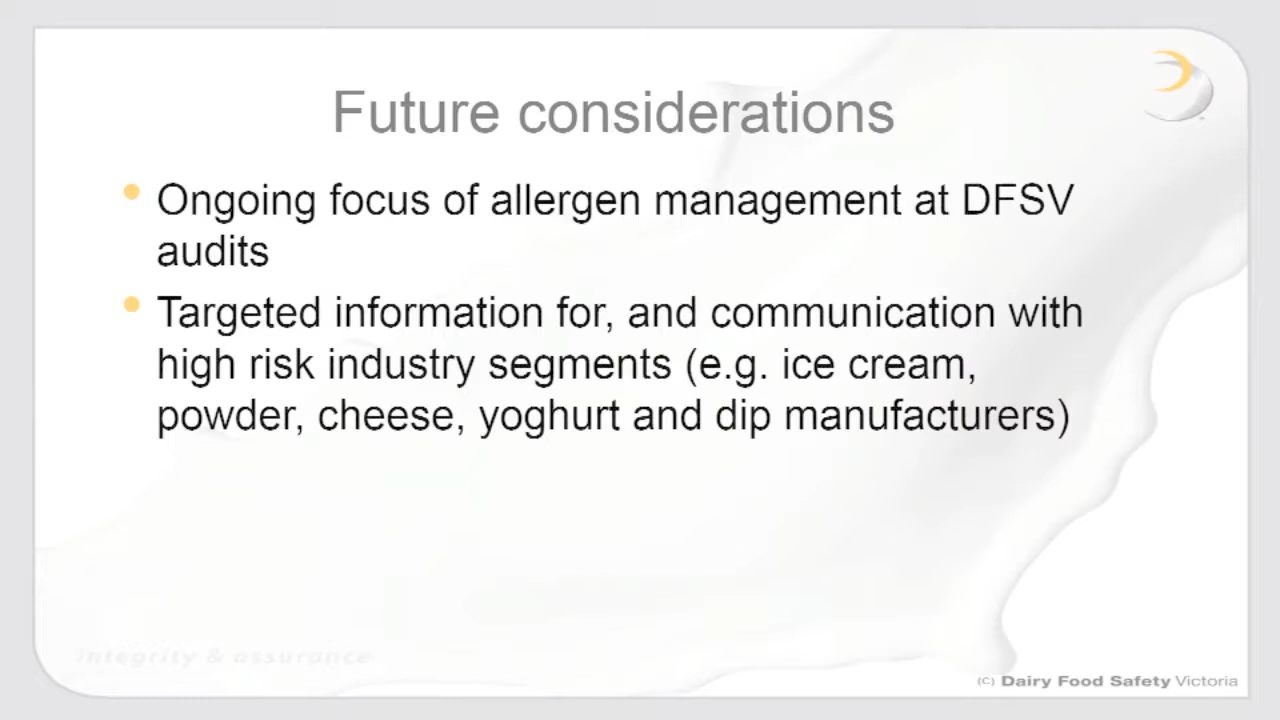 Future considerations
Ongoing focus of allergen management at DFSV
audits
Targeted information for, and communication with
high risk industry segments (e.g. ice cream,
powder, cheese, yoghurt and dip manufacturers)
integrity & assurance
(C) Dairy Food Safety Victoria